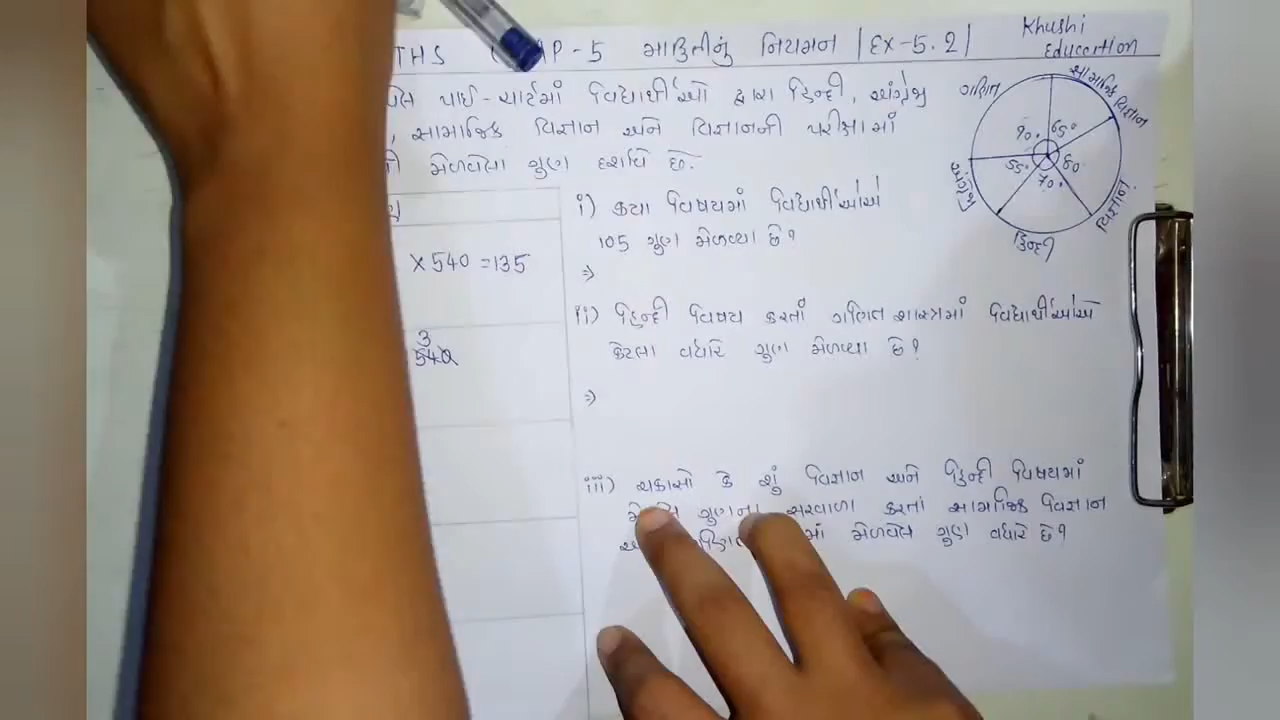 THS AP-5 માહિતીનું નિયમન | Ex-5.2 |
Khushi
Education
પાઈ-ચાર્ટમાં વિદ્યાર્થીઓ દ્વારા હિન્દી, અંગ્રેજી
, સામાજિક વિજ્ઞાન અને વિજ્ઞાનની પરીક્ષામાં
મેળવેલા ગુણ દર્શાવે છે.
ગણિત
સામાજિક વિજ્ઞાન
90° 65°
55° 80°
70°
અંગ્રેજી
વિજ્ઞાન
હિન્દી
i) કયા વિષયમાં વિદ્યાર્થીઓએ
105 ગુણ મેળવ્યા છે?
⇒
× 540 = 135
ii) હિન્દી વિષય કરતાં ગણિત શાસ્ત્રમાં વિદ્યાર્થીઓએ
કેટલા વધારે ગુણ મેળવ્યા છે?
⇒
3
540
iii) ચકાસો કે શું વિજ્ઞાન અને હિન્દી વિષયમાં
ગુણના સરવાળા કરતાં સામાજિક વિજ્ઞાન
માં મેળવેલ ગુણ વધારે છે?